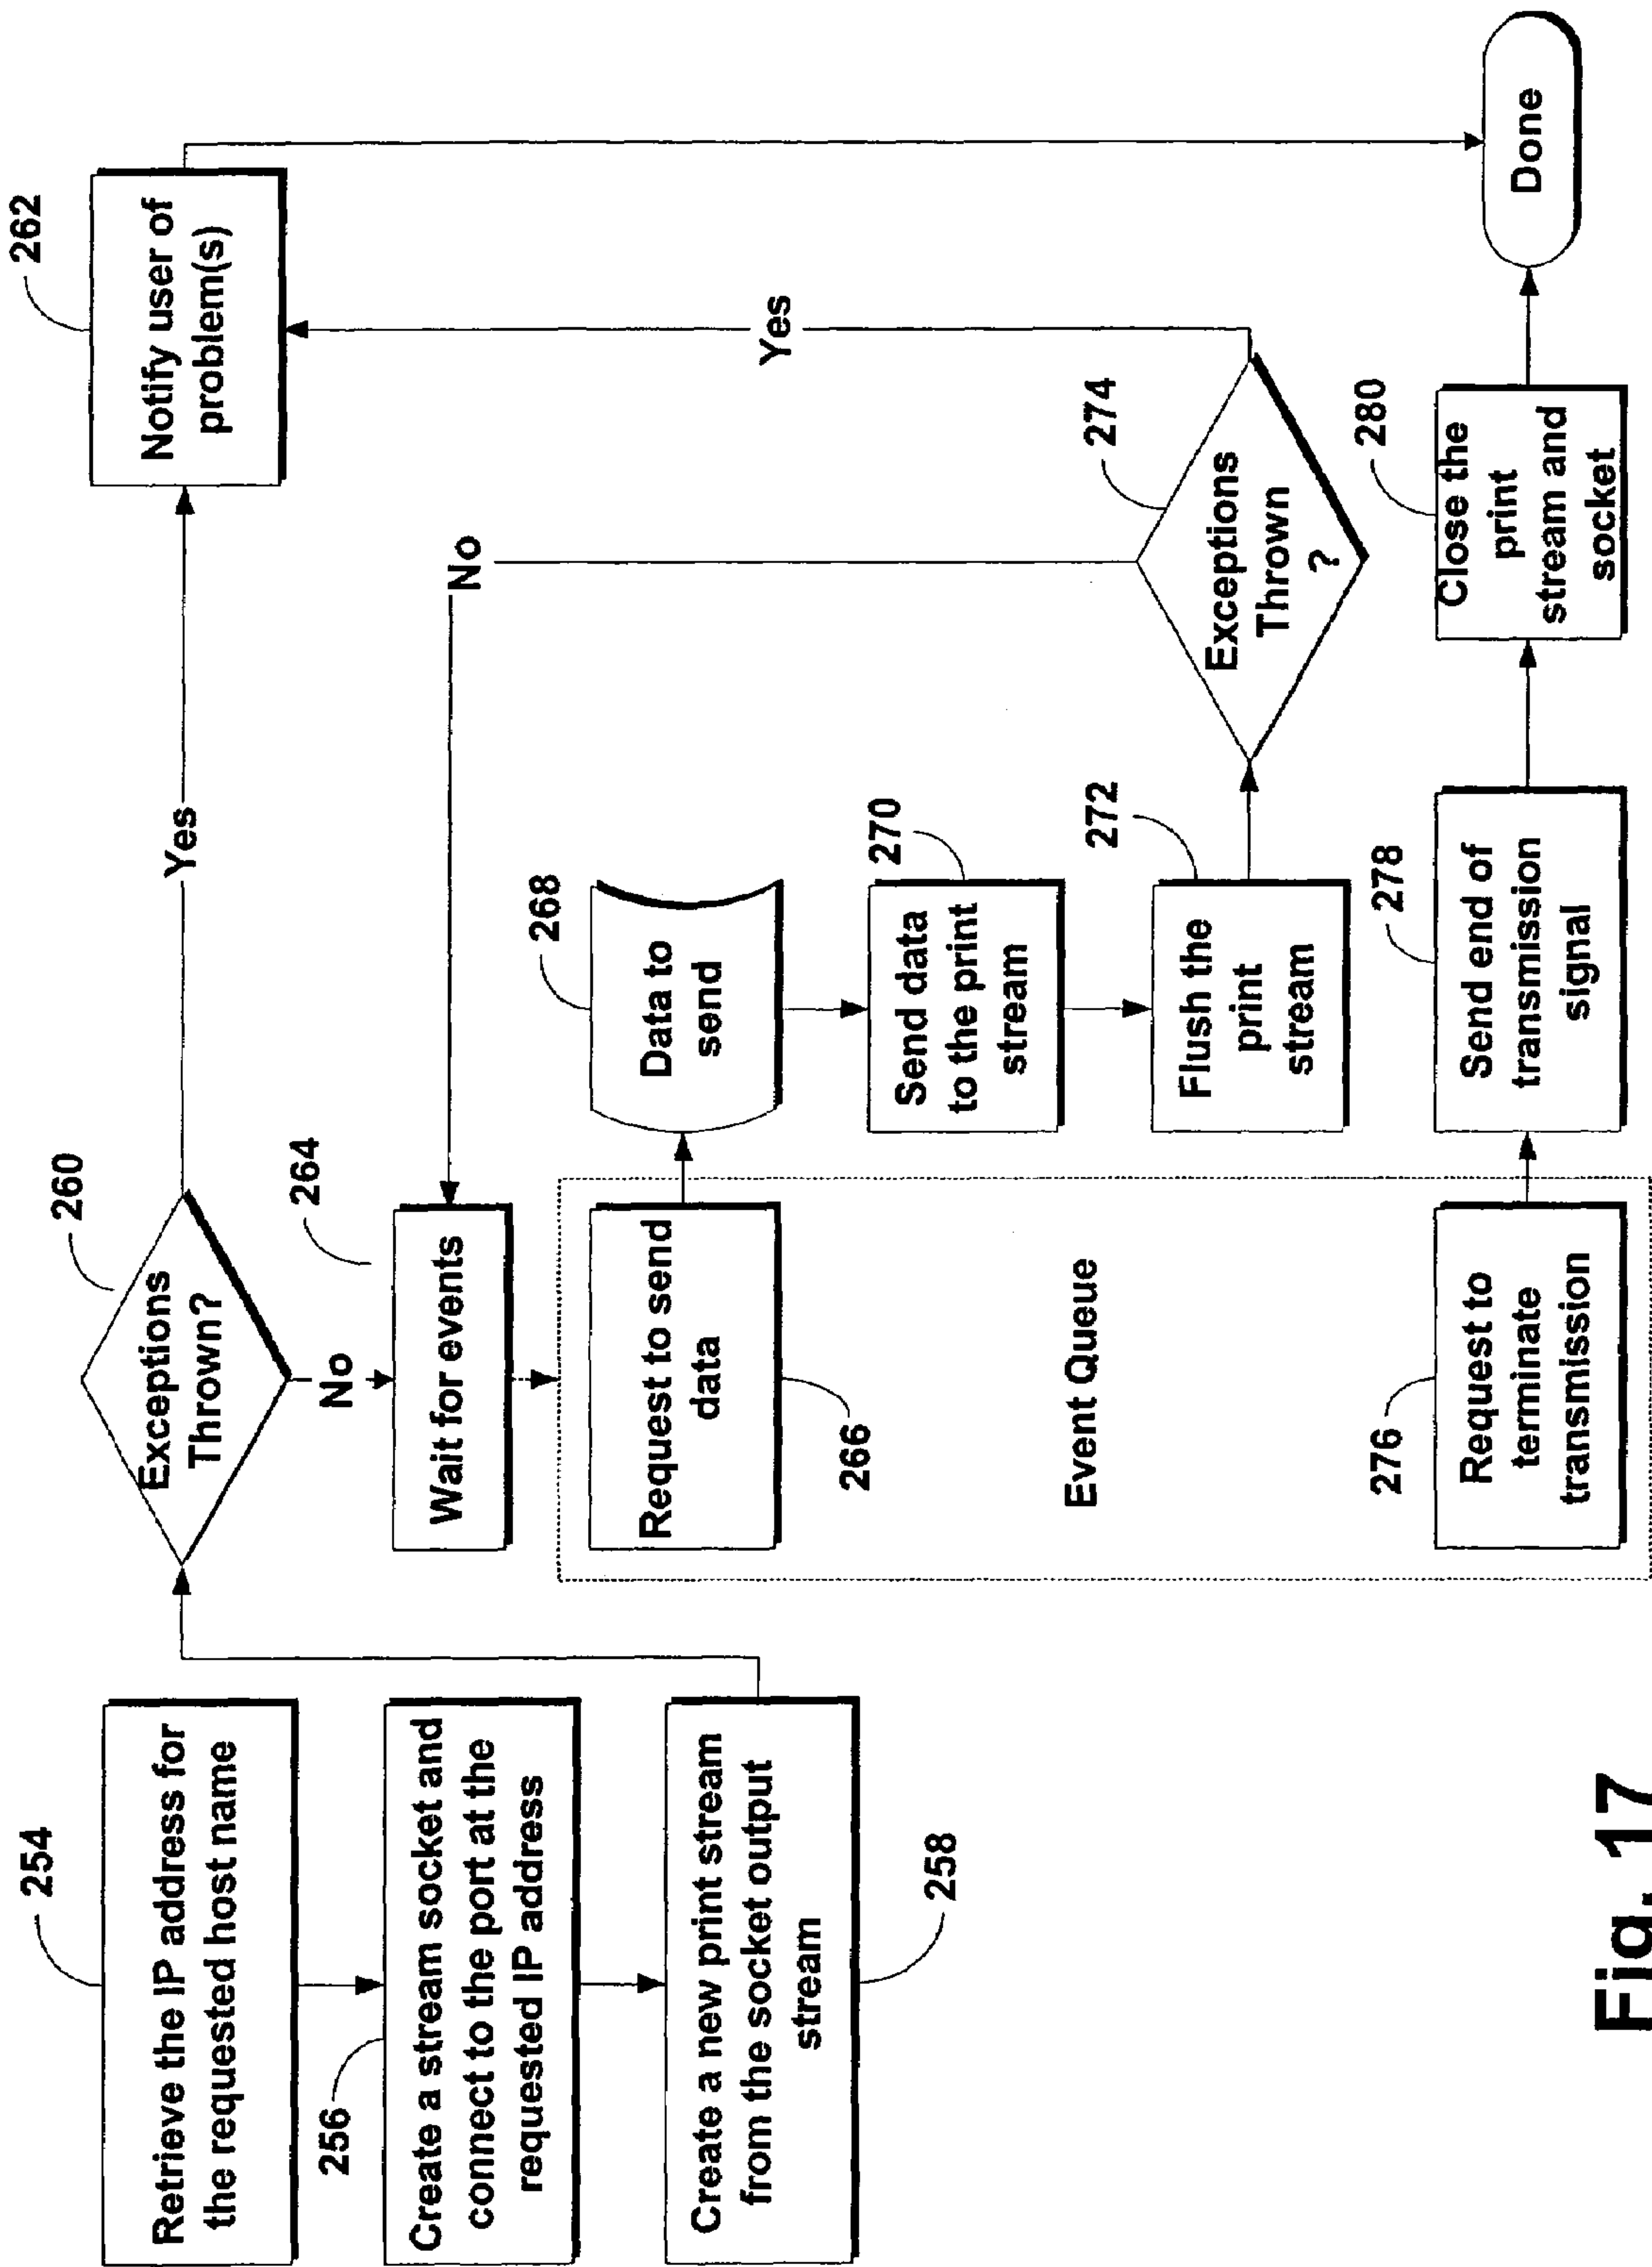 254
Retrieve the IP address for
the requested host name
256
Create a stream socket and
connect to the port at the
requested IP address
Create a new print stream
from the socket output
stream
258
260
Exceptions
Thrown?
Yes
No
262
Notify user of
problem(s)
264
Wait for events
Request to send
data
266
Event Queue
268
Data to
send
Send data
to the print
stream
270
Flush the
print
stream
272
Exceptions
Thrown
?
274
No
Yes
276
Request to
terminate
transmission
278
Send end of
transmission
signal
280
Close the
print
stream and
socket
Done
Fig. 17